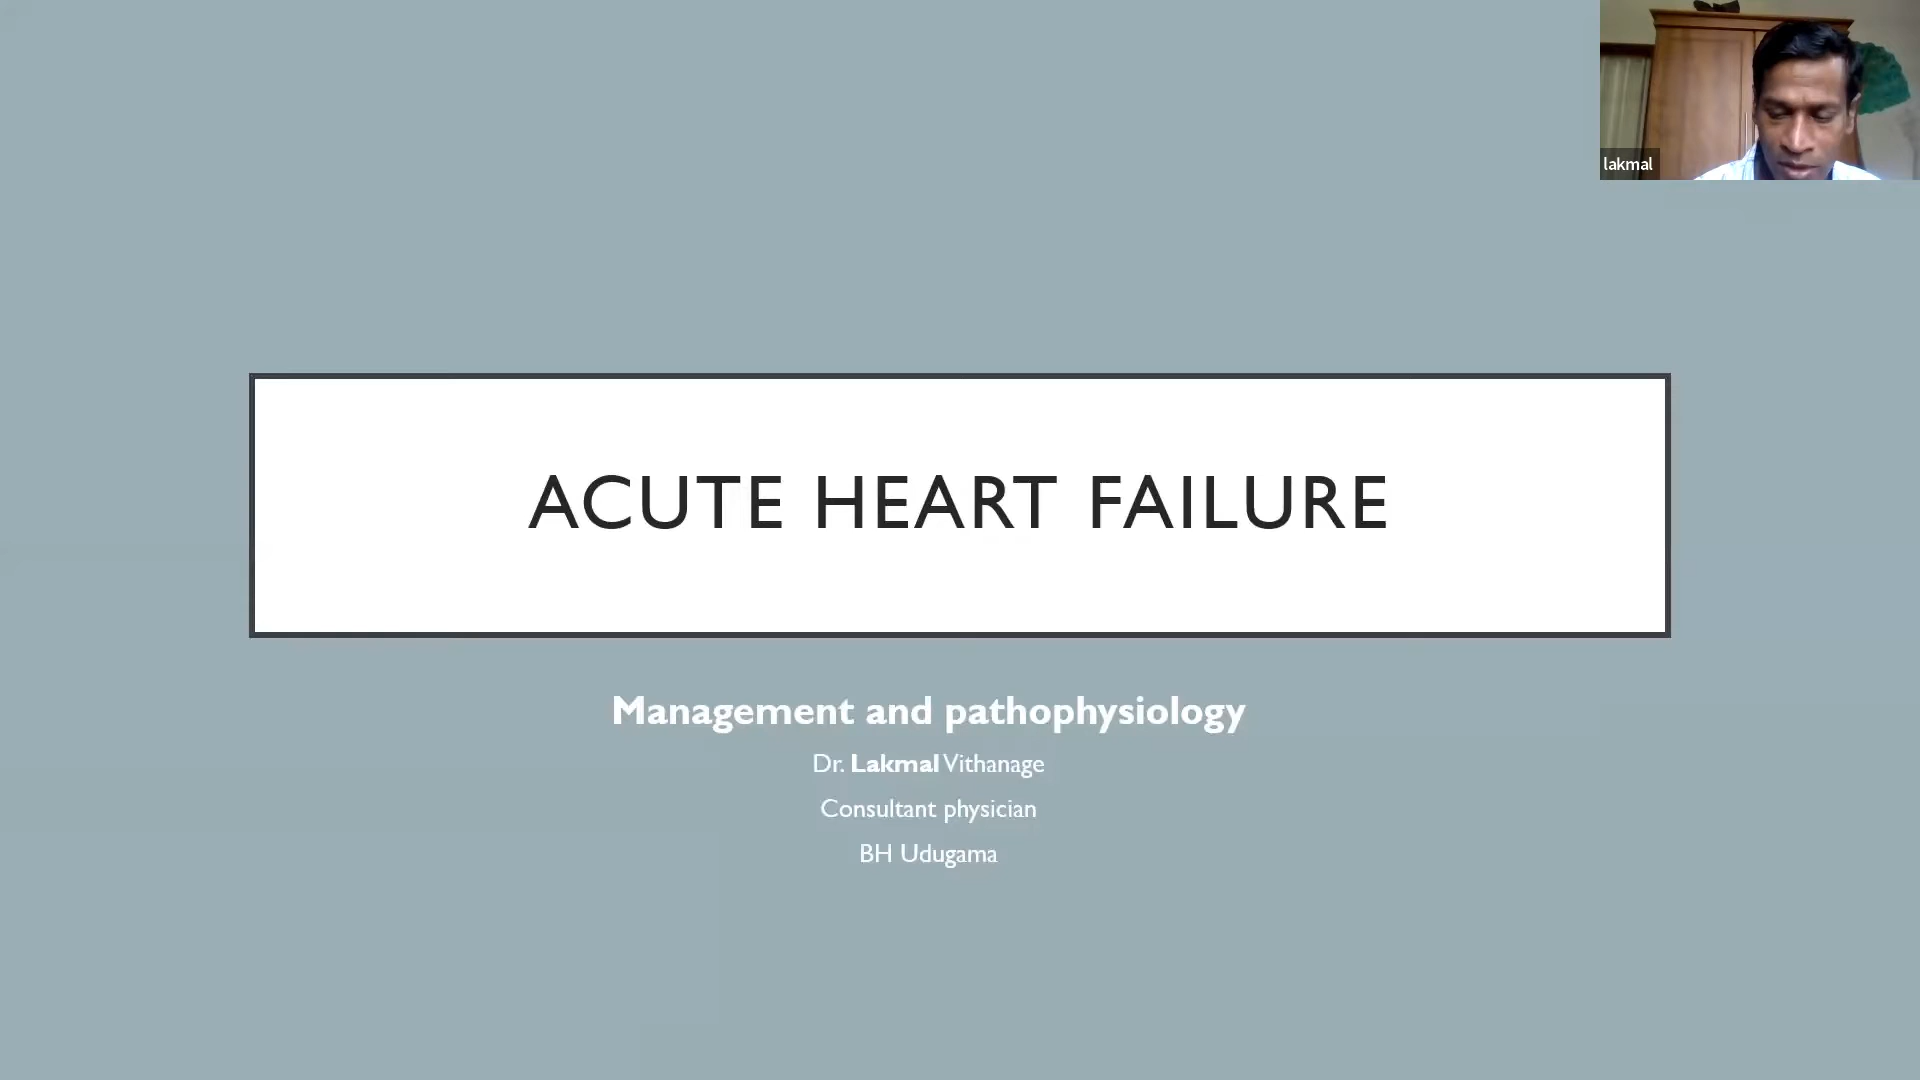 lakmal
ACUTE HEART FAILURE
Management and pathophysiology
Dr. Lakmal Vithanage
Consultant physician
BH Udugama